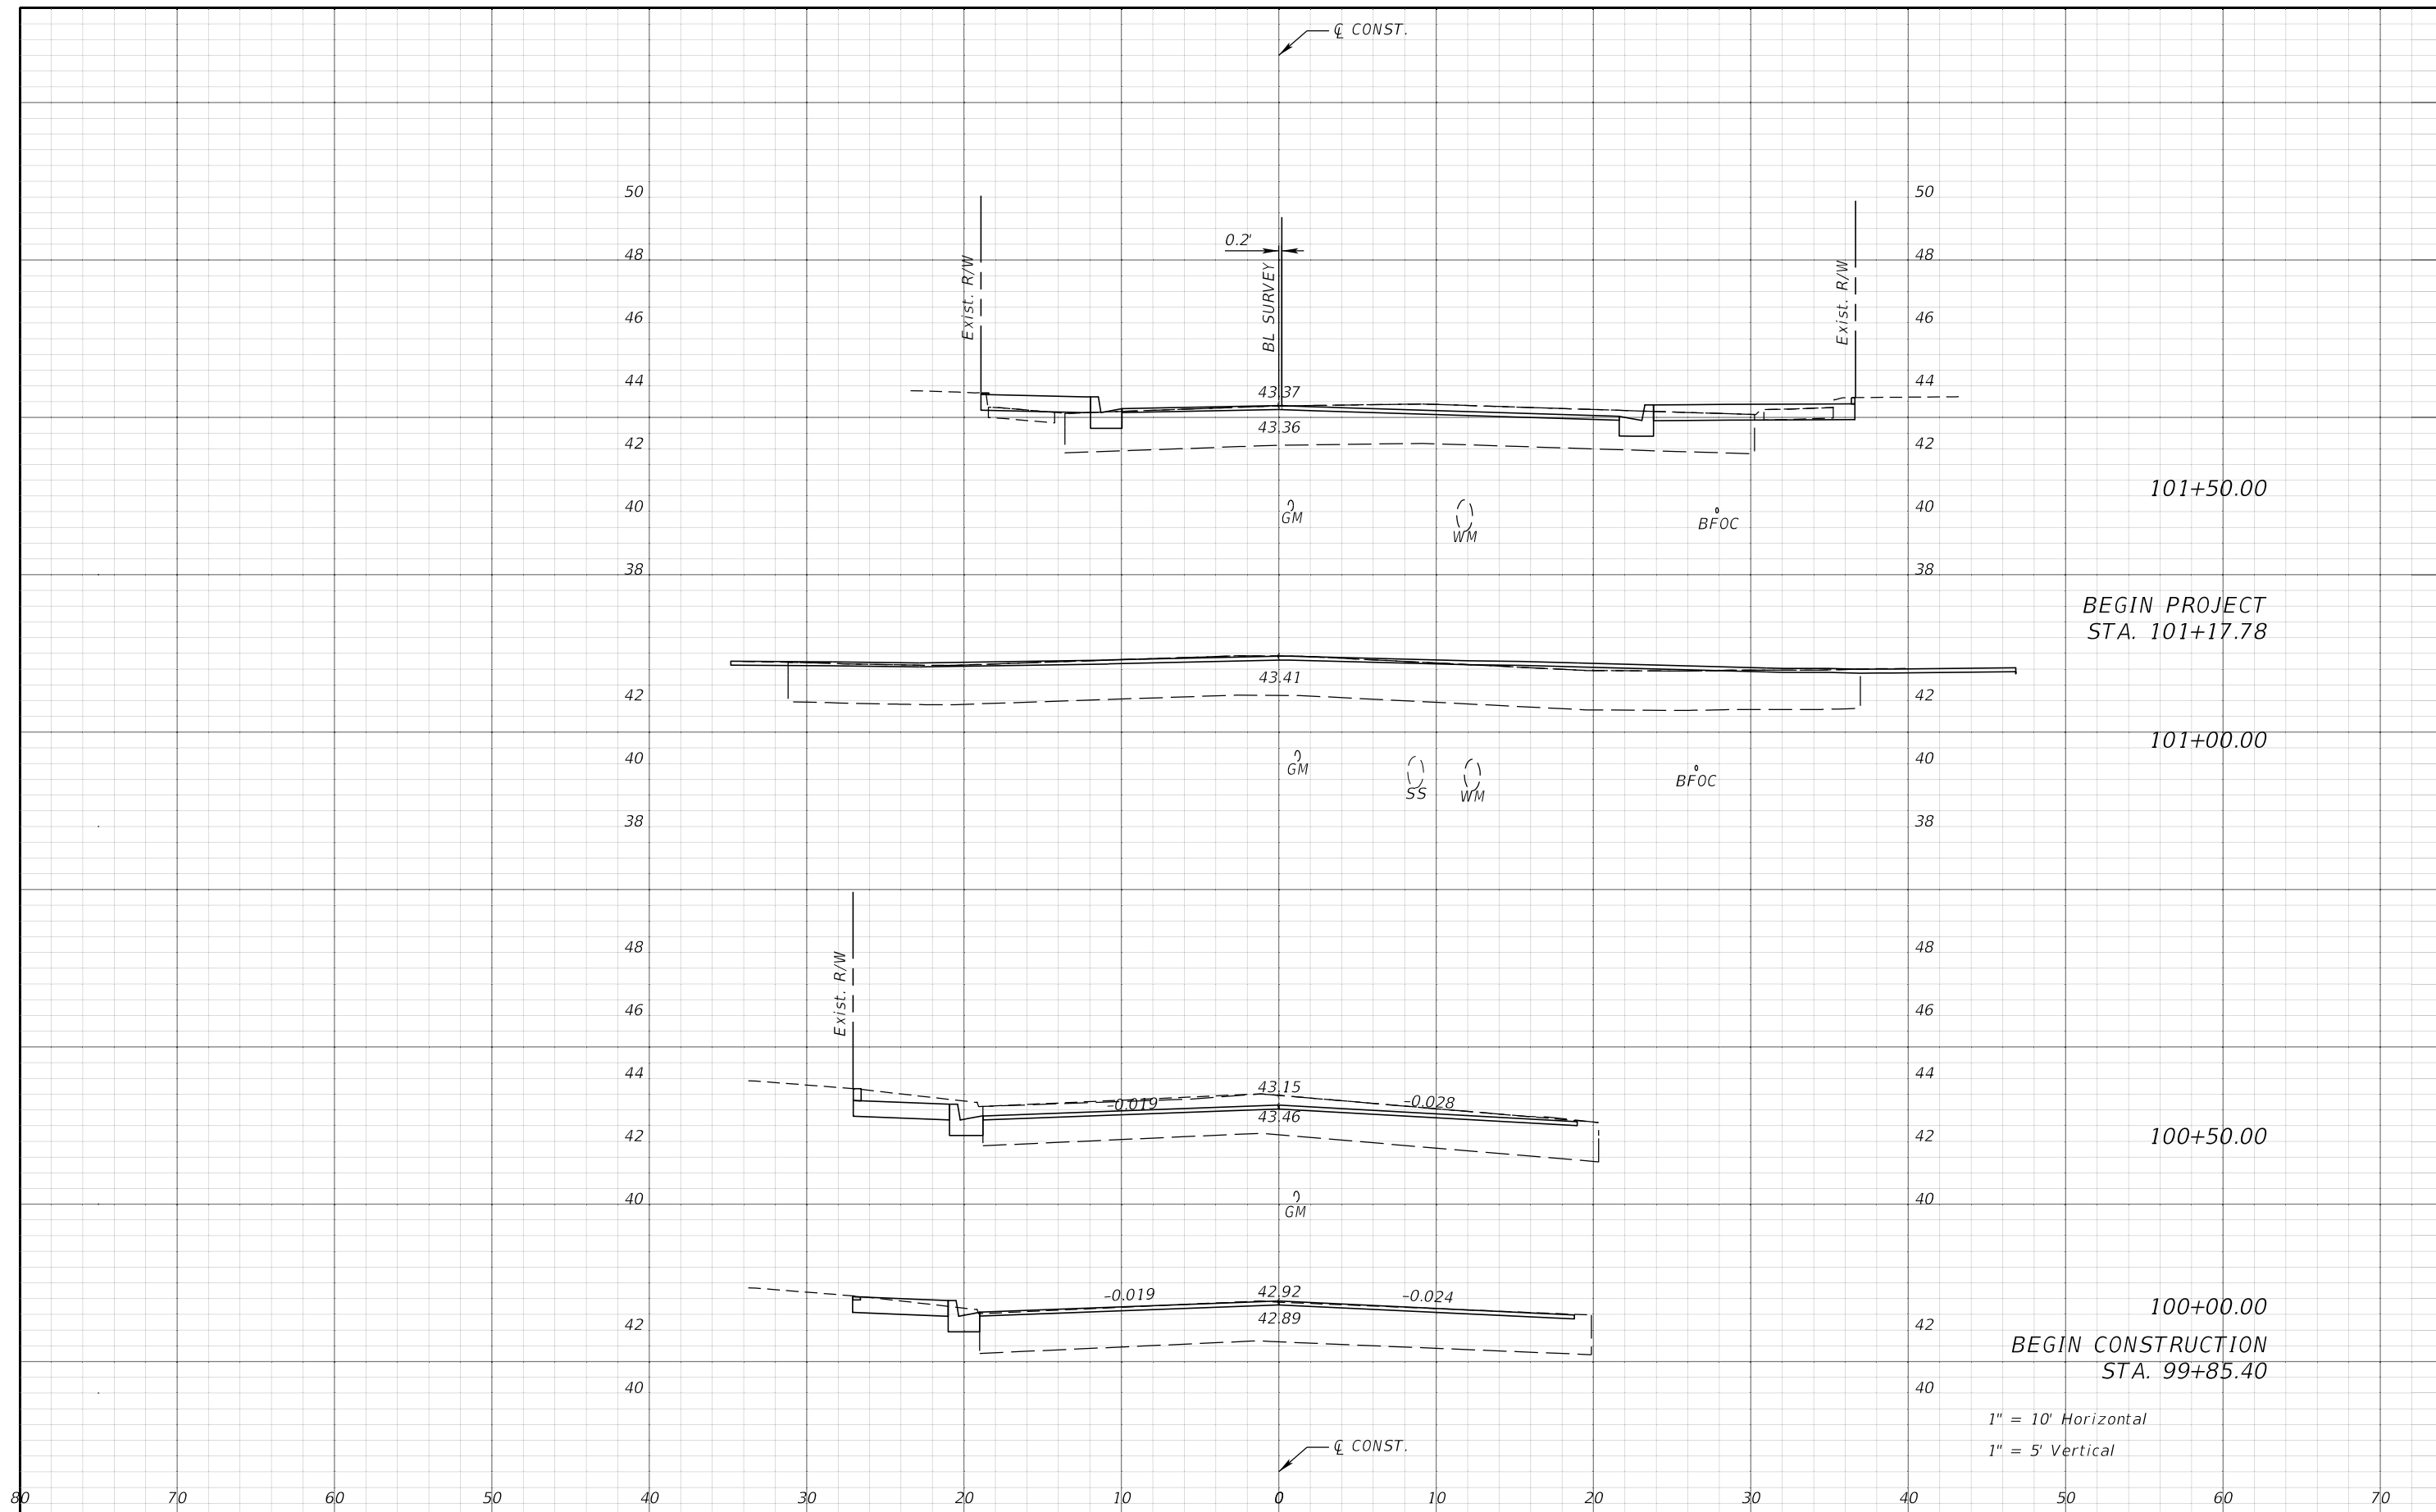 ℄ CONST.
50 50
0.2'
48 48
Exist. R/W BL SURVEY Exist. R/W
46 46
44 43.37 44
42 43.36 42
101+50.00
40 GM WM BFOC 40
38 38
BEGIN PROJECT
STA. 101+17.78
43.41
42 42
101+00.00
40 GM SS WM BFOC 40
38 38
48 48
Exist. R/W
46 46
44 43.15 44
-0.019 -0.028
43.46
42 42 100+50.00
40 40
GM
-0.019 42.92 -0.024
100+00.00
42 42.89 42
BEGIN CONSTRUCTION
STA. 99+85.40
40 40
1" = 10' Horizontal
℄ CONST.
1" = 5' Vertical
80 70 60 50 40 30 20 10 0 10 20 30 40 50 60 70